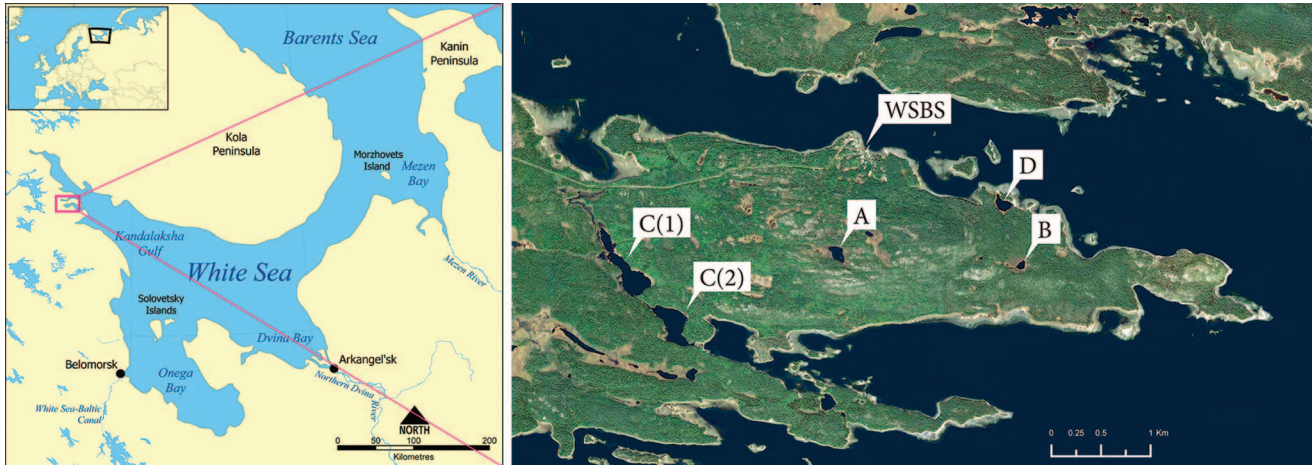 Barents Sea
Kanin
Peninsula
Kola
Peninsula
Morzhovets
Island
Mezen
Bay
Mezen River
Kandalaksha
Gulf
White Sea
Solovetsky
Islands
Dvina Bay
Arkangel'sk
Belomorsk
Onega
Bay
Northern Dvina
River
White Sea-Baltic
Canal
NORTH
0 50 100 200
Kilometres
WSBS
D
A
B
C(1)
C(2)
0 0.25 0.5 1 Km